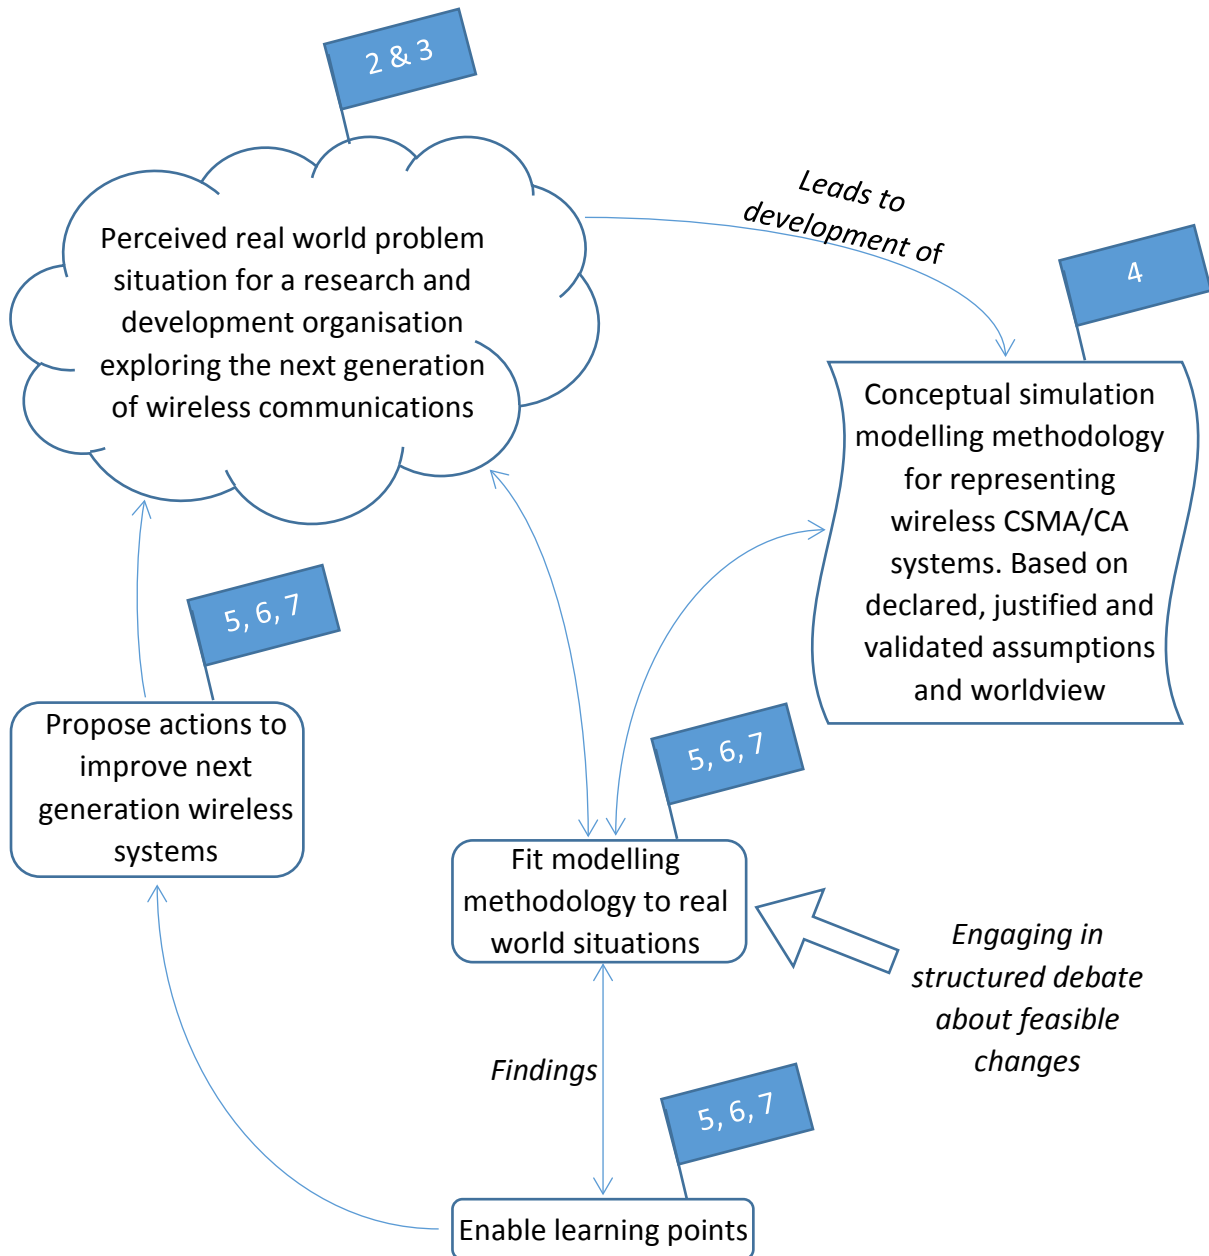 2 & 3
Perceived real world problem
situation for a research and
development organisation
exploring the next generation
of wireless communications
Leads to
development of
4
Conceptual simulation
modelling methodology
for representing
wireless CSMA/CA
systems. Based on
declared, justified and
validated assumptions
and worldview
5, 6, 7
Propose actions to
improve next
generation wireless
systems
5, 6, 7
Fit modelling
methodology to real
world situations
Engaging in
structured debate
about feasible
changes
Findings
5, 6, 7
Enable learning points